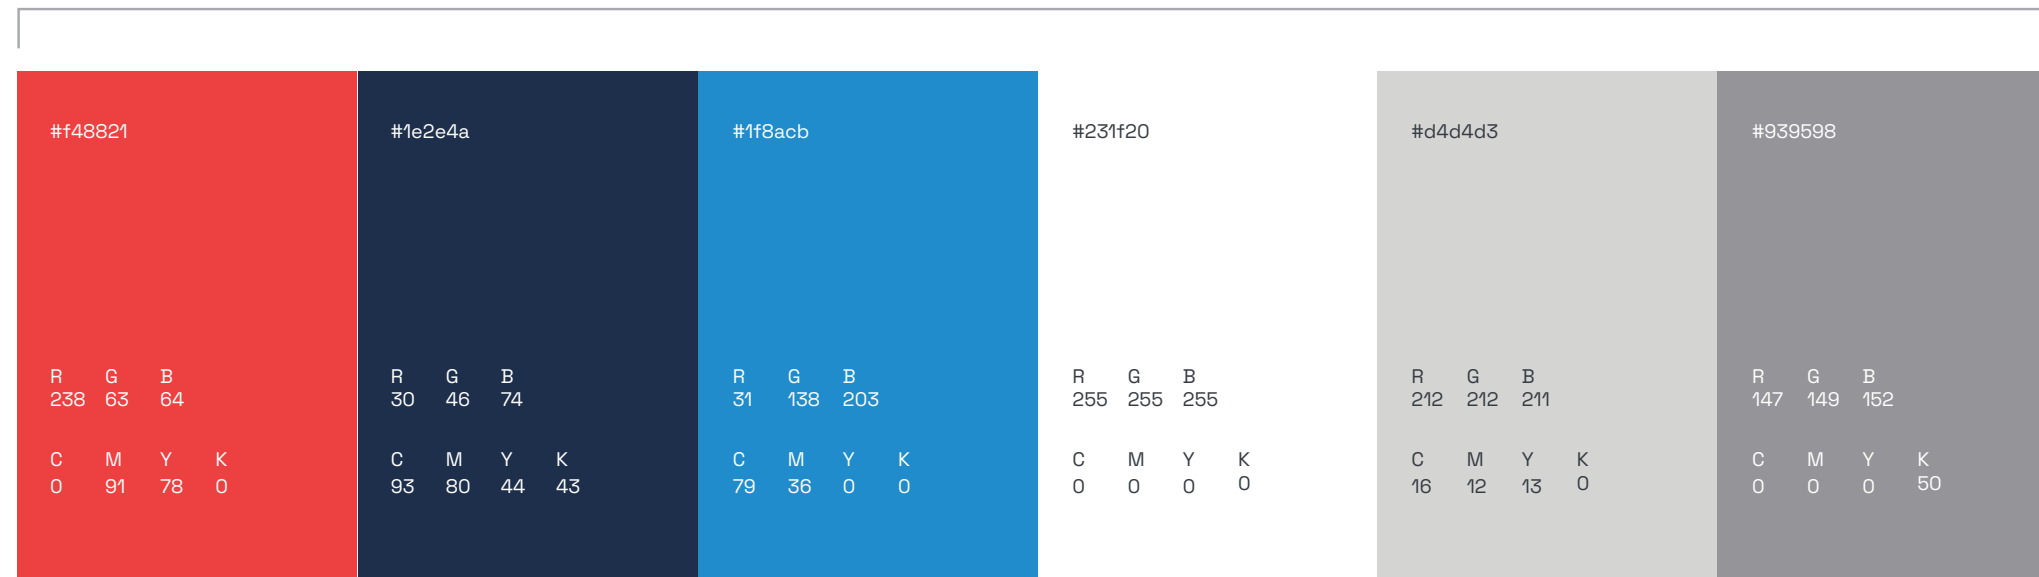 #f48821 #1e2e4a #1f8acb #231f20 #d4d4d3 #939598
R G B R G B R G B R G B R G B R G B
238 63 64 30 46 74 31 138 203 255 255 255 212 212 211 147 149 152
C M Y K C M Y K C M Y K C M Y K C M Y K C M Y K
0 91 78 0 93 80 44 43 79 36 0 0 0 0 0 0 16 12 13 0 0 0 0 50